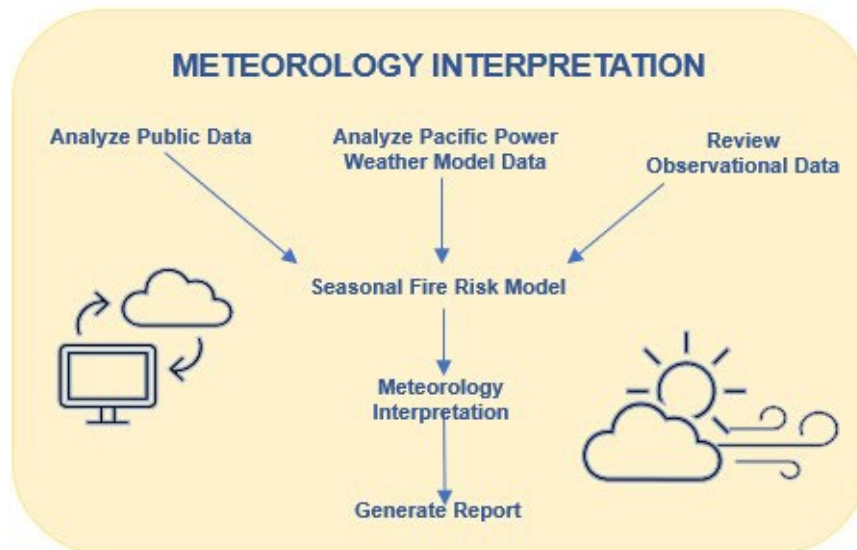 METEOROLOGY INTERPRETATION
Analyze Public Data
Analyze Pacific Power
Weather Model Data
Review
Observational Data
Seasonal Fire Risk Model
Meteorology
Interpretation
Generate Report